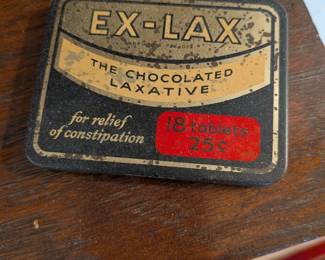 EX-LAX
THE CHOCOLATED
LAXATIVE
for relief
of constipation
18 tablets
25¢